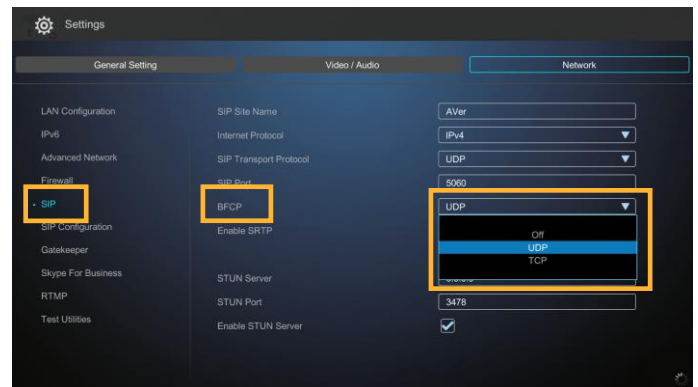 Settings
General Setting Video / Audio Network
LAN Configuration SIP Site Name AVer
IPv6 Internet Protocol IPv4
Advanced Network SIP Transport Protocol UDP
Firewall SIP Port 5060
SIP BFCP UDP
SIP Configuration Enable SRTP Off
Gatekeeper UDP
TCP
Skype For Business STUN Server
RTMP STUN Port 3478
Test Utilities Enable STUN Server